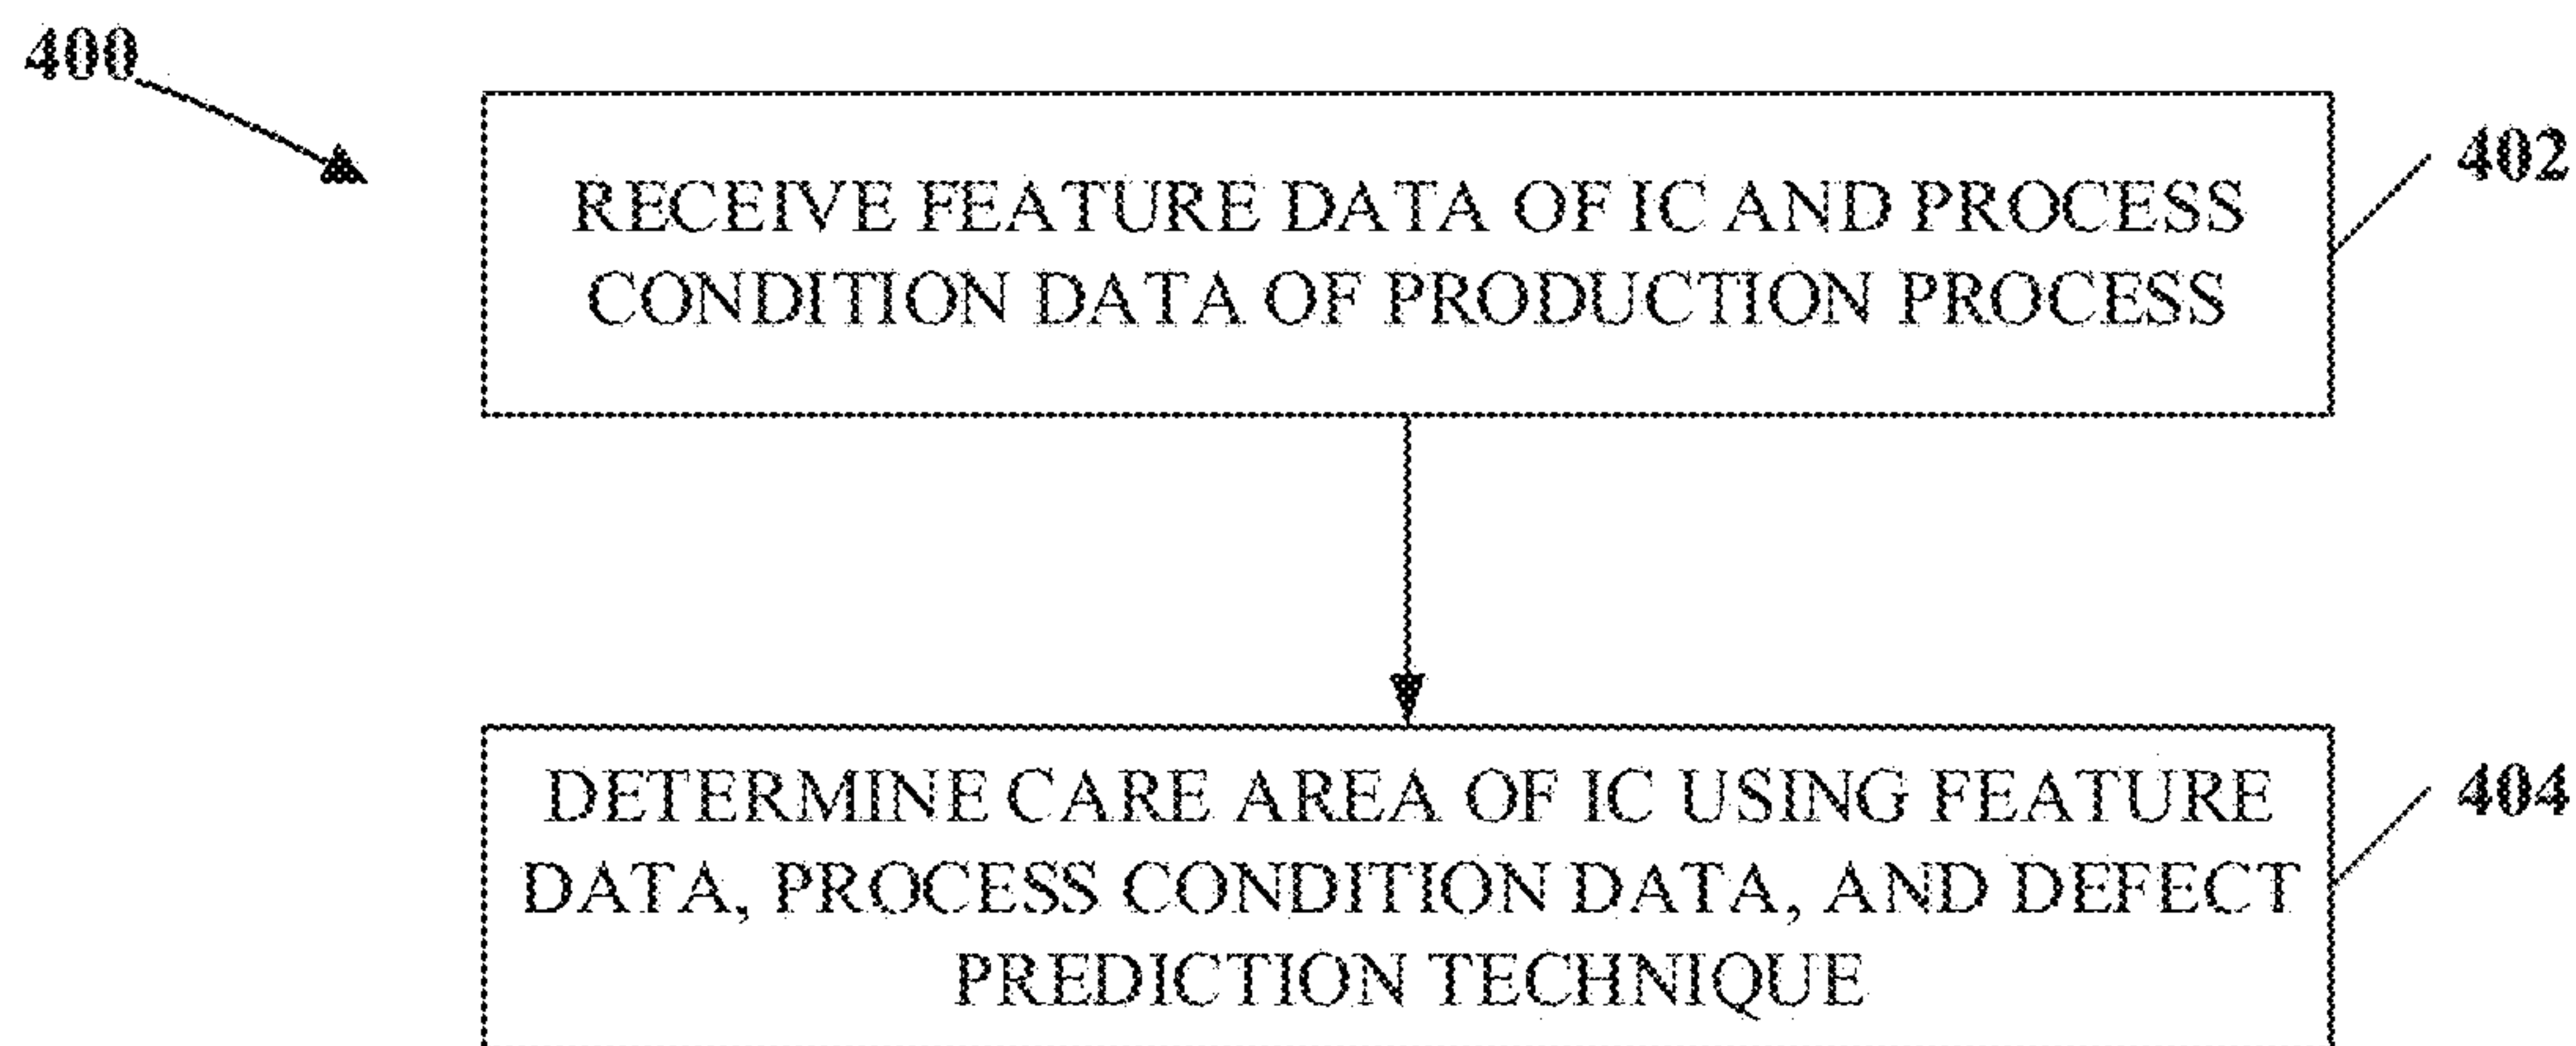 400
RECEIVE FEATURE DATA OF IC AND PROCESS
CONDITION DATA OF PRODUCTION PROCESS
402
DETERMINE CARE AREA OF IC USING FEATURE
DATA, PROCESS CONDITION DATA, AND DEFECT
PREDICTION TECHNIQUE
404